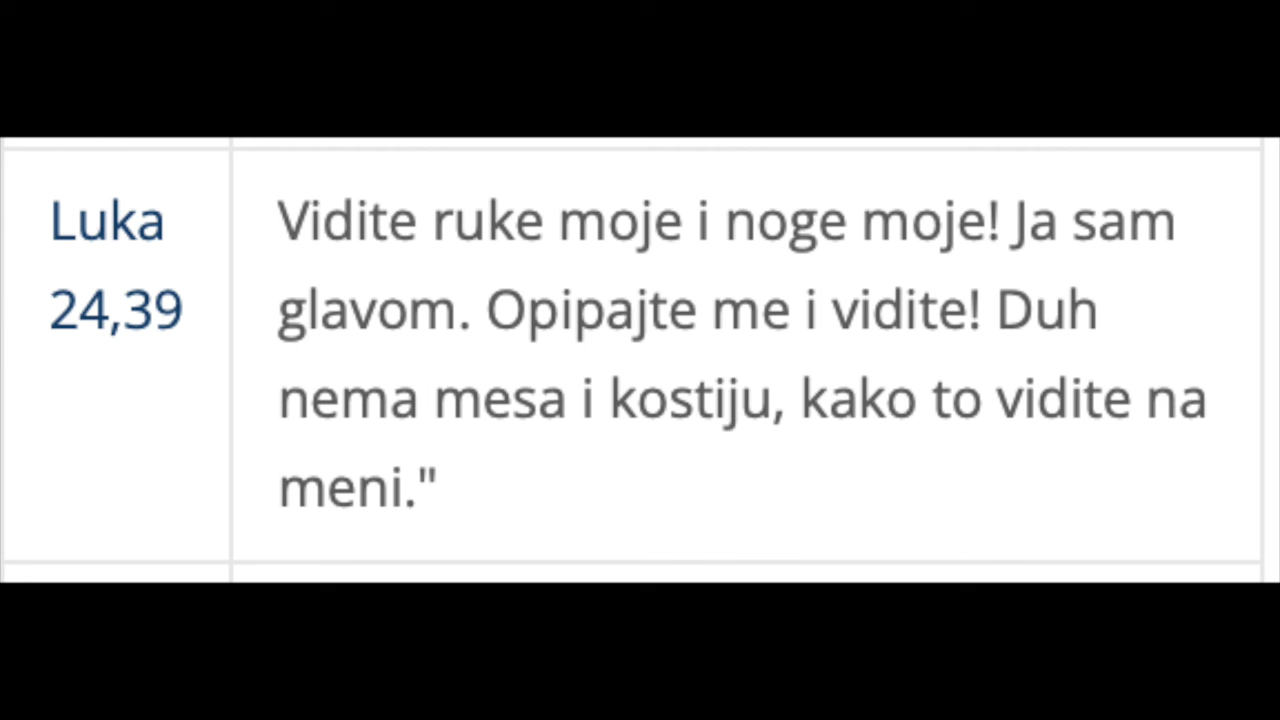 Luka
24,39
Vidite ruke moje i noge moje! Ja sam
glavom. Opipajte me i vidite! Duh
nema mesa i kostiju, kako to vidite na
meni."